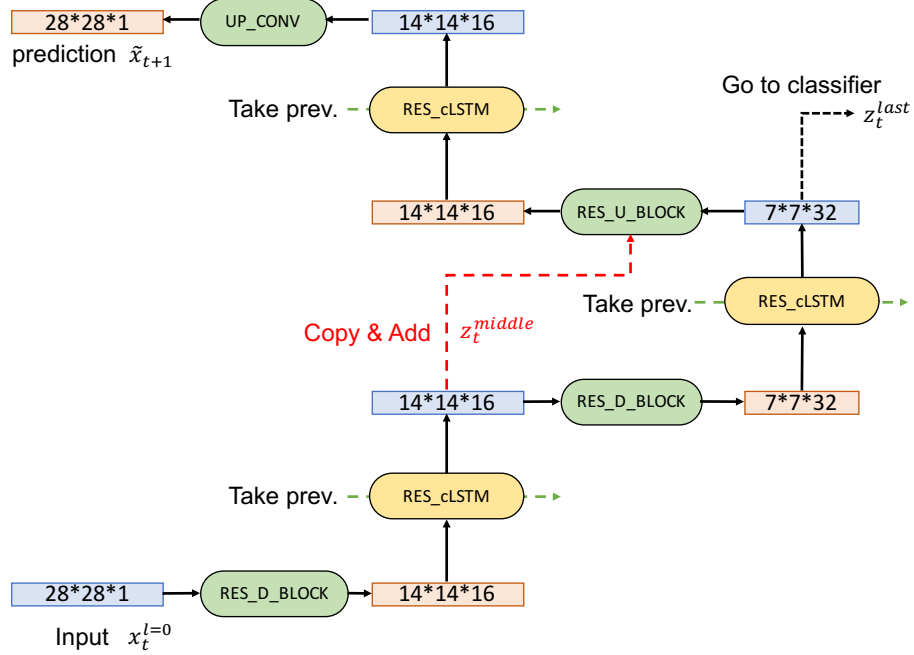 28*28*1
UP_CONV
14*14*16
prediction x̃_{t+1}
Take prev.
RES_cLSTM
Go to classifier
z_t^{last}
14*14*16
RES_U_BLOCK
7*7*32
Take prev.
RES_cLSTM
Copy & Add z_t^{middle}
14*14*16
RES_D_BLOCK
7*7*32
Take prev.
RES_cLSTM
28*28*1
RES_D_BLOCK
14*14*16
Input x_t^{l=0}